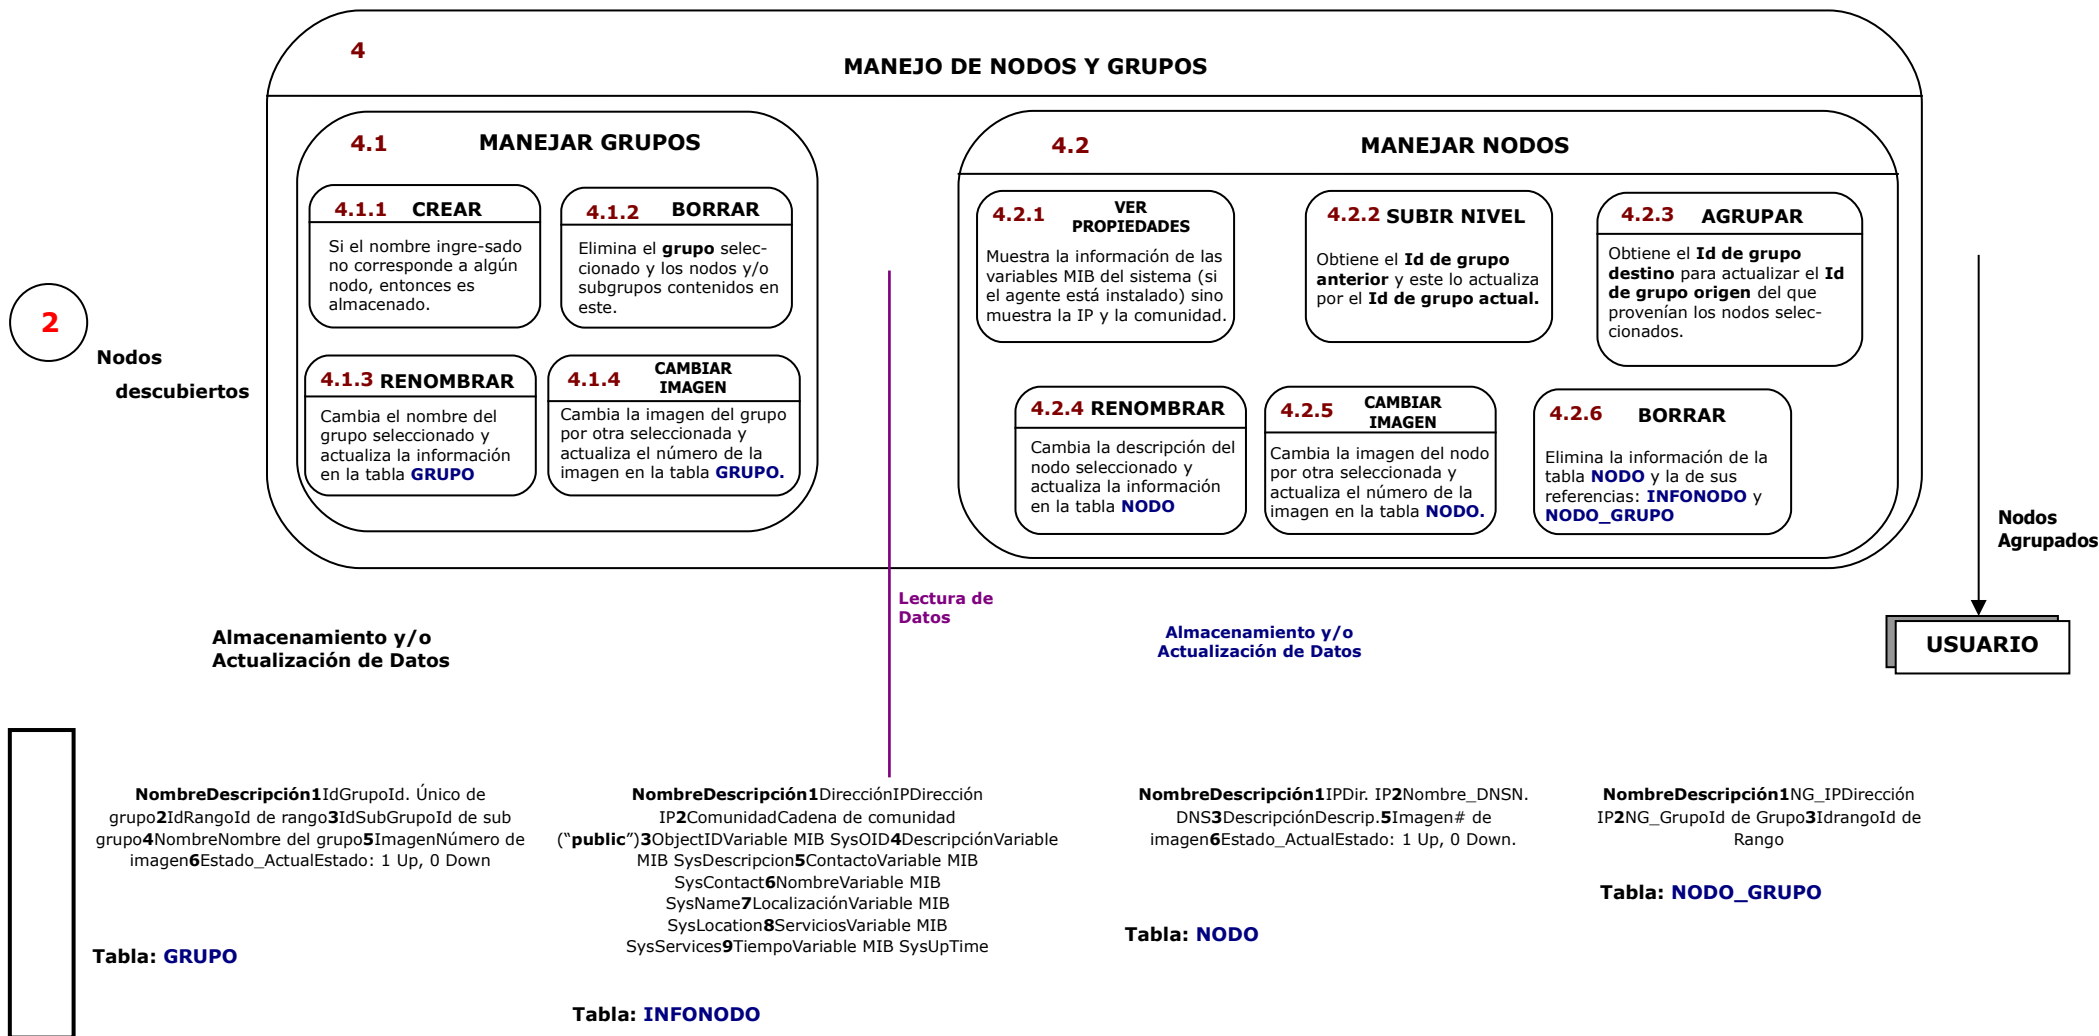 4
MANEJO DE NODOS Y GRUPOS
4.1 MANEJAR GRUPOS
4.1.1 CREAR
Si el nombre ingre-sado
no corresponde a algún
nodo, entonces es
almacenado.
4.1.2 BORRAR
Elimina el grupo selec-
cionado y los nodos y/o
subgrupos contenidos en
este.
4.1.3 RENOMBRAR
Cambia el nombre del
grupo seleccionado y
actualiza la información
en la tabla GRUPO
4.1.4 CAMBIAR
IMAGEN
Cambia la imagen del grupo
por otra seleccionada y
actualiza el número de la
imagen en la tabla GRUPO.
4.2 MANEJAR NODOS
4.2.1 VER
PROPIEDADES
Muestra la información de las
variables MIB del sistema (si
el agente está instalado) sino
muestra la IP y la comunidad.
4.2.2 SUBIR NIVEL
Obtiene el Id de grupo
anterior y este lo actualiza
por el Id de grupo actual.
4.2.3 AGRUPAR
Obtiene el Id de grupo
destino para actualizar el Id
de grupo origen del que
provenían los nodos selec-
cionados.
4.2.4 RENOMBRAR
Cambia la descripción del
nodo seleccionado y
actualiza la información
en la tabla NODO
4.2.5 CAMBIAR
IMAGEN
Cambia la imagen del nodo
por otra seleccionada y
actualiza el número de la
imagen en la tabla NODO.
4.2.6 BORRAR
Elimina la información de la
tabla NODO y la de sus
referencias: INFONODO y
NODO_GRUPO
2
Nodos
descubiertos
Nodos
Agrupados
Lectura de
Datos
Almacenamiento y/o
Actualización de Datos
Almacenamiento y/o
Actualización de Datos
USUARIO
NombreDescripción1IdGrupoId. Único de
grupo2IdRangoId de rango3IdSubGrupoId de sub
grupo4NombreNombre del grupo5ImagenNúmero de
imagen6Estado_ActualEstado: 1 Up, 0 Down
Tabla: GRUPO
NombreDescripción1DirecciónIPDirección
IP2ComunidadCadena de comunidad
(“public”)3ObjectIDVariable MIB SysOID4DescripciónVariable
MIB SysDescripcion5ContactoVariable MIB
SysContact6NombreVariable MIB
SysName7LocalizaciónVariable MIB
SysLocation8ServiciosVariable MIB
SysServices9TiempoVariable MIB SysUpTime
Tabla: INFONODO
NombreDescripción1IPDir. IP2Nombre_DNSN.
DNS3DescripciónDescrip.5Imagen# de
imagen6Estado_ActualEstado: 1 Up, 0 Down.
Tabla: NODO
NombreDescripción1NG_IPDirección
IP2NG_GrupoId de Grupo3IdrangoId de
Rango
Tabla: NODO_GRUPO